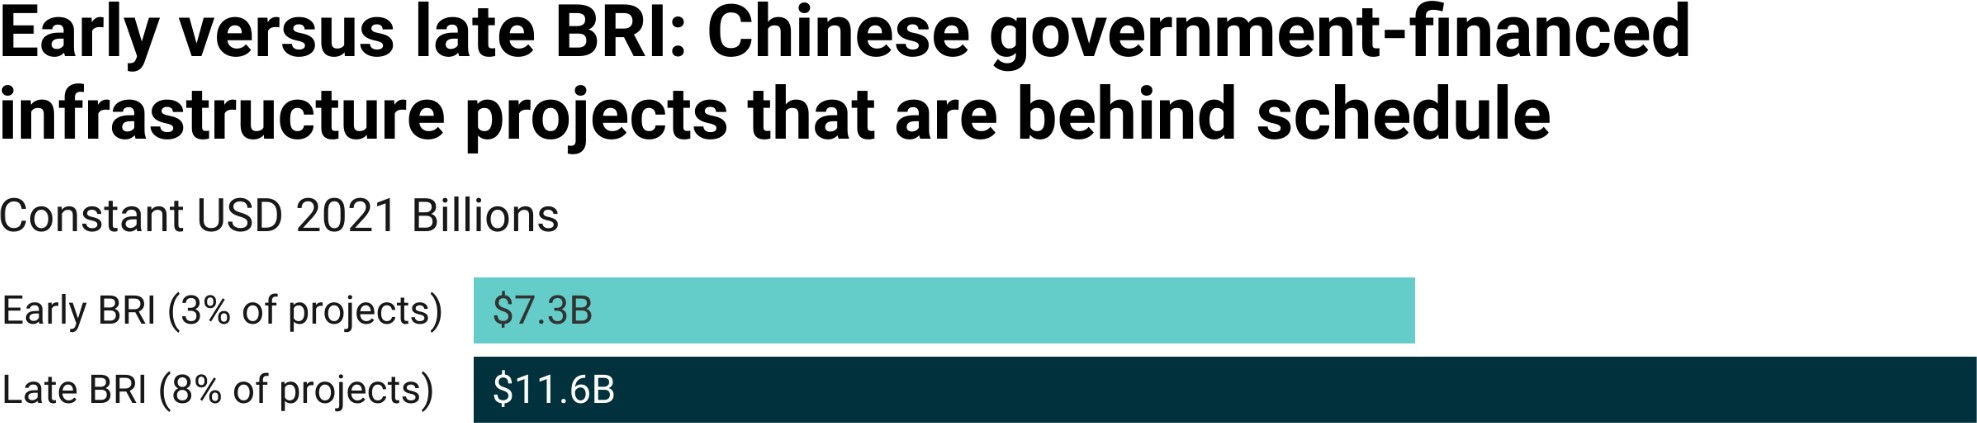 Early versus late BRI: Chinese government-financed
infrastructure projects that are behind schedule
Constant USD 2021 Billions
Early BRI (3% of projects) $7.3B
Late BRI (8% of projects) $11.6B